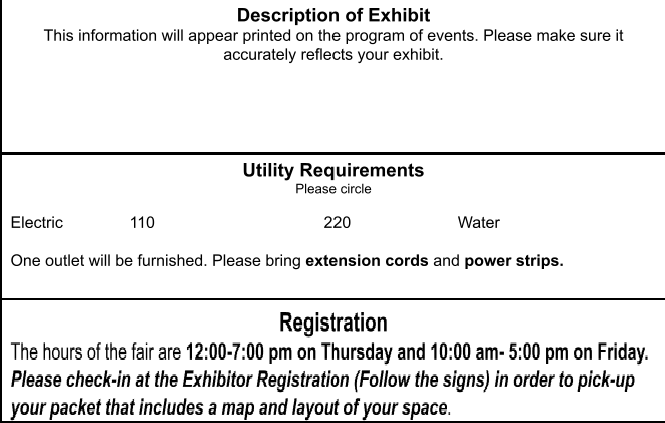 Description of Exhibit
This information will appear printed on the program of events. Please make sure it
accurately reflects your exhibit.
Utility Requirements
Please circle
Electric 110 220 Water
One outlet will be furnished. Please bring extension cords and power strips.
Registration
The hours of the fair are 12:00-7:00 pm on Thursday and 10:00 am- 5:00 pm on Friday.
Please check-in at the Exhibitor Registration (Follow the signs) in order to pick-up
your packet that includes a map and layout of your space.